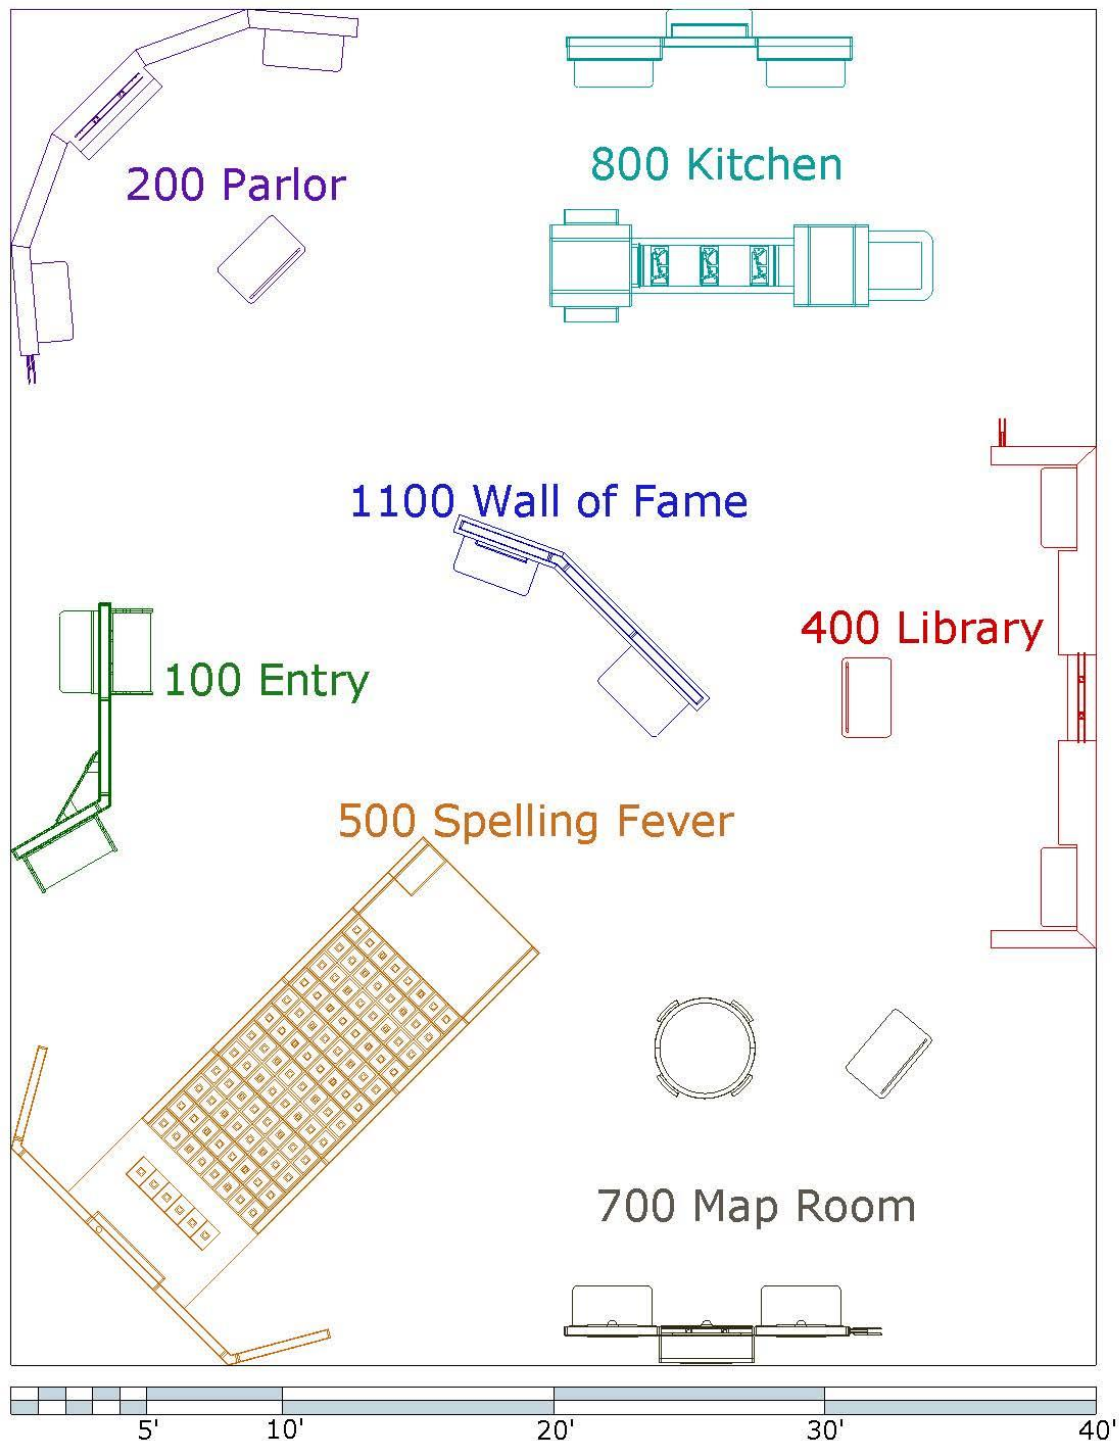 200 Parlor
800 Kitchen
1100 Wall of Fame
400 Library
100 Entry
500 Spelling Fever
700 Map Room
5' 10' 20' 30' 40'